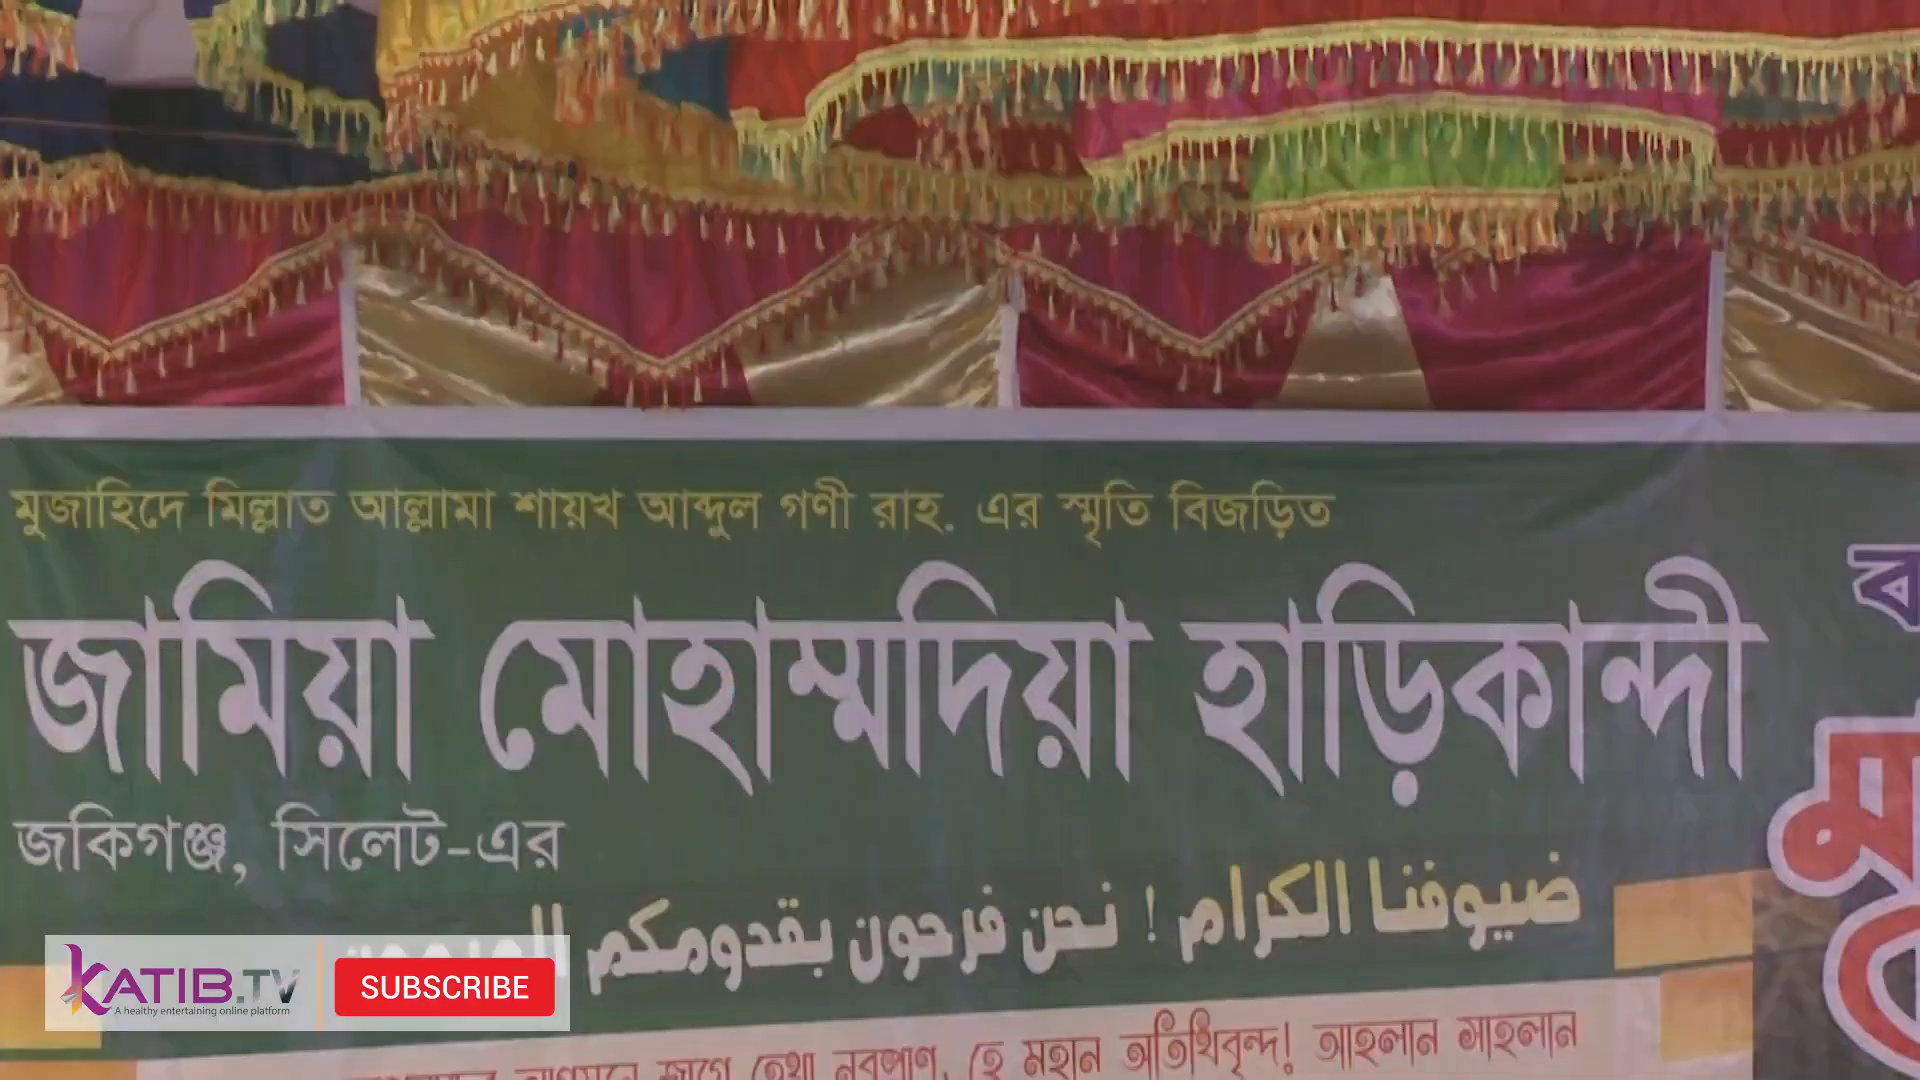 মুজাহিদে মিল্লাত আল্লামা শায়খ আব্দুল গণী রাহ. এর স্মৃতি বিজড়িত
জামিয়া মোহাম্মদিয়া হাড়িকান্দী
জকিগঞ্জ, সিলেট-এর
ضيوفنا الكرام ! نحن فرحون بقدومكم
জাগে হেথা নবপ্রাণ, হে মহান অতিথিবৃন্দ! আহলান সাহলান
KATIB.TV
A healthy entertaining online platform
SUBSCRIBE